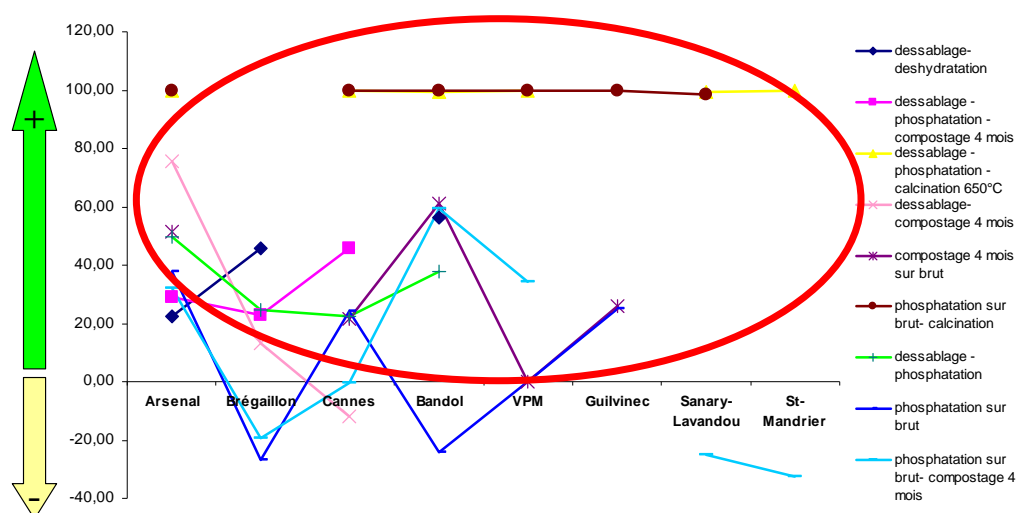 120,00
100,00
80,00
60,00
40,00
20,00
0,00
-20,00
-40,00
+
-
Arsenal
Brégaillon
Cannes
Bandol
VPM
Guilvinec
Sanary-
Lavandou
St-
Mandrier
dessablage-
deshydratation
dessablage -
phosphatation -
compostage 4 mois
dessablage -
phosphatation -
calcination 650°C
dessablage-
compostage 4 mois
compostage 4 mois
sur brut
phosphatation sur
brut- calcination
dessablage -
phosphatation
phosphatation sur
brut
phosphatation sur
brut- compostage 4
mois